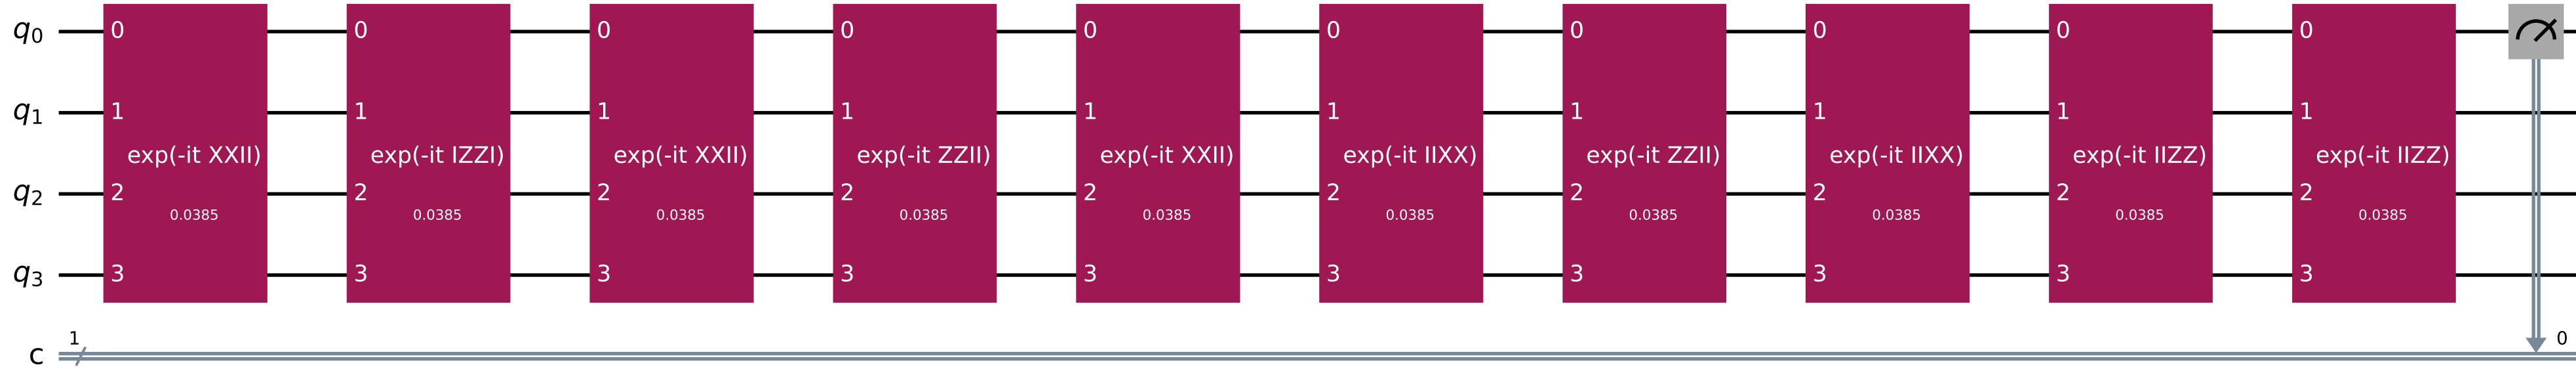 q0 0 0 0 0 0 0 0 0 0 0
q1 1 1 1 1 1 1 1 1 1 1
exp(-it XXII) exp(-it IZZI) exp(-it XXII) exp(-it ZZII) exp(-it XXII) exp(-it IIXX) exp(-it ZZII) exp(-it IIXX) exp(-it IIZZ) exp(-it IIZZ)
q2 2 2 2 2 2 2 2 2 2 2
0.0385 0.0385 0.0385 0.0385 0.0385 0.0385 0.0385 0.0385 0.0385 0.0385
q3 3 3 3 3 3 3 3 3 3 3
1 0
c